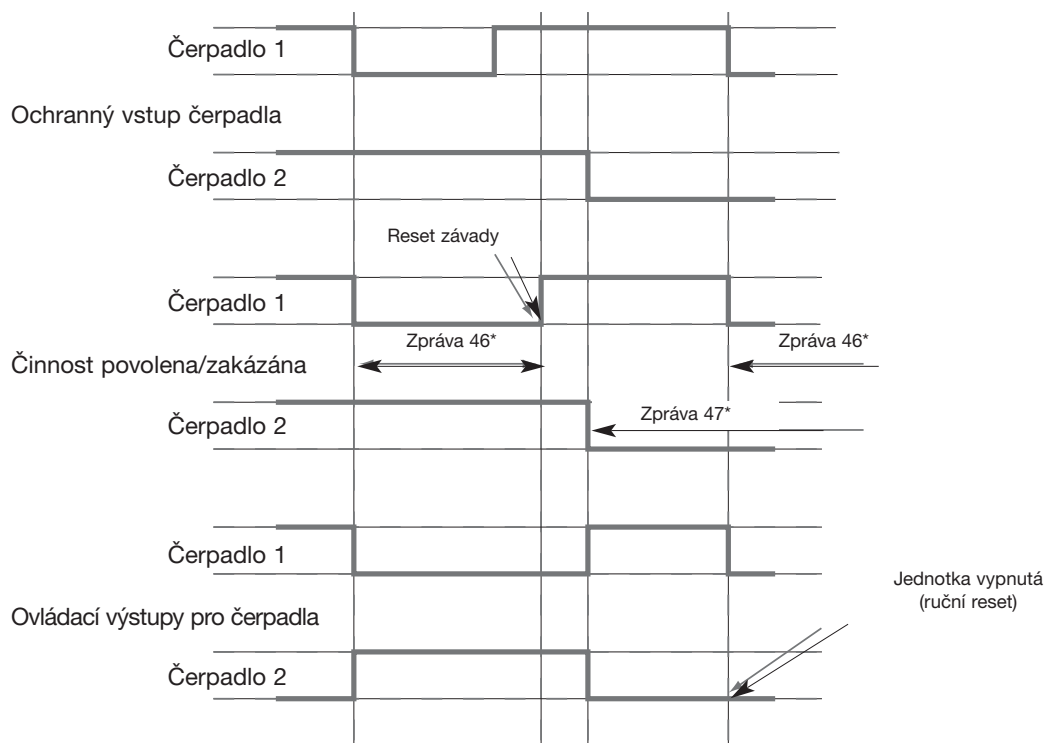 Čerpadlo 1
Ochranný vstup čerpadla
Čerpadlo 2
Reset závady
Čerpadlo 1
Zpráva 46*
Zpráva 46*
Činnost povolena/zakázána
Zpráva 47*
Čerpadlo 2
Čerpadlo 1
Jednotka vypnutá
(ruční reset)
Ovládací výstupy pro čerpadla
Čerpadlo 2